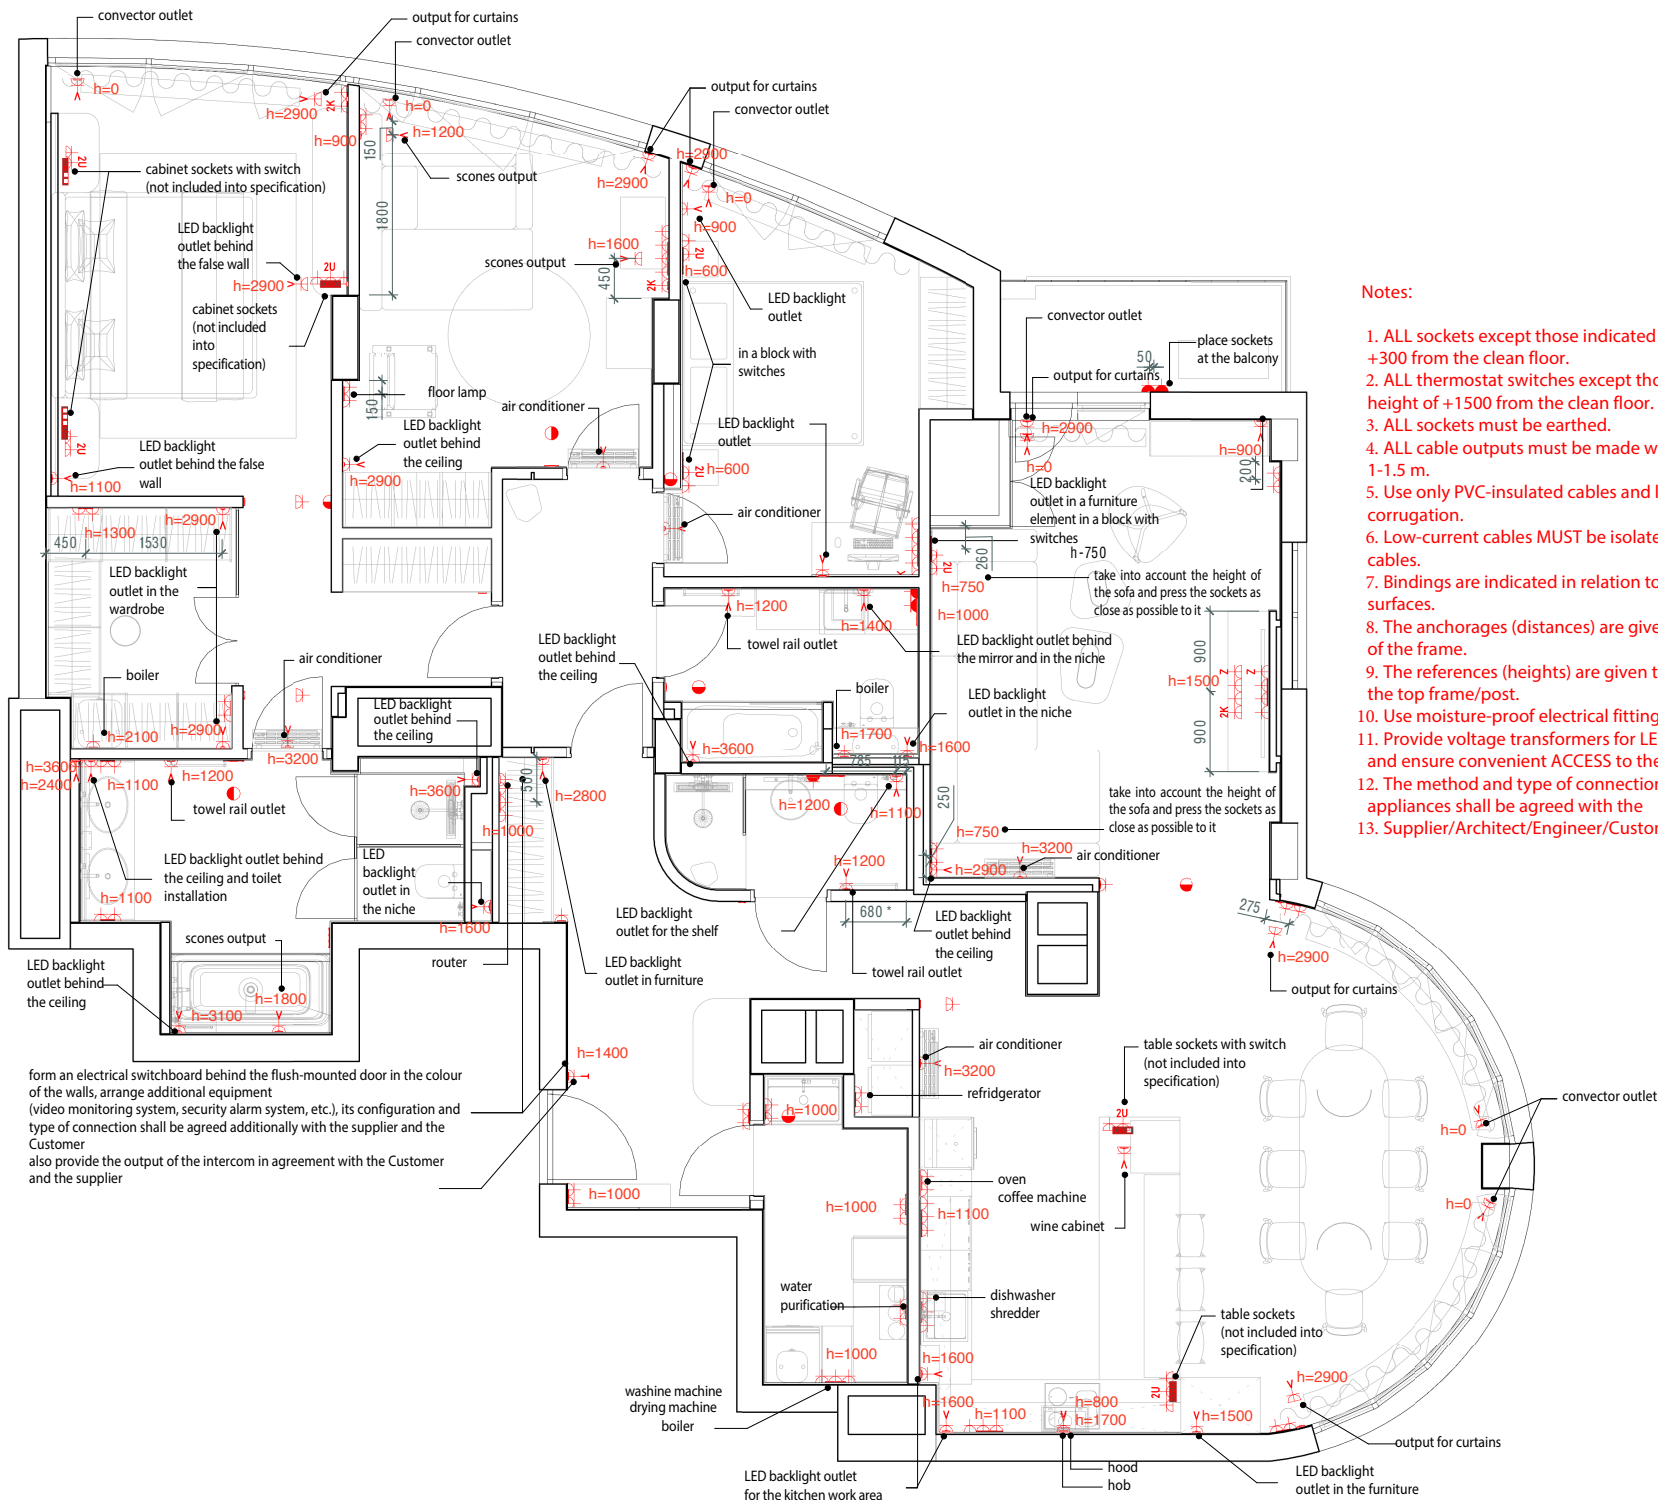 convector outlet
output for curtains
convector outlet
output for curtains
convector outlet
h=0
h=2900
2K
h=900
h=0
h=1200
150
scones output
1800
h=2900
h=2900
h=0
h=900
2U
h=600
cabinet sockets with switch
(not included into specification)
2U
LED backlight
outlet behind
the false wall
h=2900
2U
cabinet sockets
(not included
into
specification)
scones output
h=1600
450
2K
LED backlight
outlet
in a block with
switches
floor lamp
150
air conditioner
LED backlight
outlet behind
the ceiling
h=2900
LED backlight
outlet
2U
h=600
2U
LED backlight
outlet behind the false
wall
h=1100
convector outlet
place sockets
at the balcony
50
output for curtains
h=2900
h=0
h=900
200
LED backlight
outlet in a furniture
element in a block with
switches
260
h-750
2U
h=750
take into account the height of
the sofa and press the sockets as
close as possible to it
h=1000
Notes:
1. ALL sockets except those indicated
+300 from the clean floor.
2. ALL thermostat switches except
height of +1500 from the clean floor.
3. ALL sockets must be earthed.
4. ALL cable outputs must be made
1-1.5 m.
5. Use only PVC-insulated cables and
corrugation.
6. Low-current cables MUST be
cables.
7. Bindings are indicated in relation to
surfaces.
8. The anchorages (distances) are
of the frame.
9. The references (heights) are given
the top frame/post.
10. Use moisture-proof electrical
11. Provide voltage transformers for
and ensure convenient ACCESS to
12. The method and type of
appliances shall be agreed with the
13. Supplier/Architect/Engineer/
h=1300
h=2900
450
1530
LED backlight
outlet in the
wardrobe
boiler
h=2100
h=2900
air conditioner
h=3200
air conditioner
K
h=1200
towel rail outlet
h=1400
LED backlight outlet behind
the mirror and in the niche
LED backlight
outlet behind
the ceiling
boiler
LED backlight
outlet in the niche
h=3600
h=1700
h=1600
785
115
900
h=1500
Z
Z
2K
900
take into account the height of
the sofa and press the sockets as
close as possible to it
250
h=750
h=3200
air conditioner
h=2900
LED backlight
outlet behind
the ceiling
h=3600
500
h=2800
h=1000
h=3600
h=2400
h=1100
h=1200
towel rail outlet
LED backlight outlet behind
the ceiling and toilet
installation
h=1100
LED
backlight
outlet in
the niche
h=1600
router
scones output
h=1800
LED backlight
outlet behind
the ceiling
h=3100
h=1200
h=1100
h=1200
LED backlight
outlet for the shelf
680 *
LED backlight
outlet behind
the ceiling
towel rail outlet
LED backlight
outlet in furniture
275
h=2900
output for curtains
form an electrical switchboard behind the flush-mounted door in the colour
of the walls, arrange additional equipment
(video monitoring system, security alarm system, etc.), its configuration and
type of connection shall be agreed additionally with the supplier and the
Customer
also provide the output of the intercom in agreement with the Customer
and the supplier
h=1400
air conditioner
h=3200
refridgerator
h=1000
table sockets with switch
(not included into
specification)
2U
wine cabinet
convector outlet
h=0
h=0
h=1000
h=1000
oven
coffee machine
h=1100
water
purification
dishwasher
shredder
h=1000
h=1600
table sockets
(not included into
specification)
2U
h=2900
washine machine
drying machine
boiler
h=1600
h=1100
h=800
h=1700
h=1500
output for curtains
LED backlight outlet
for the kitchen work area
hood
hob
LED backlight
outlet in the furniture